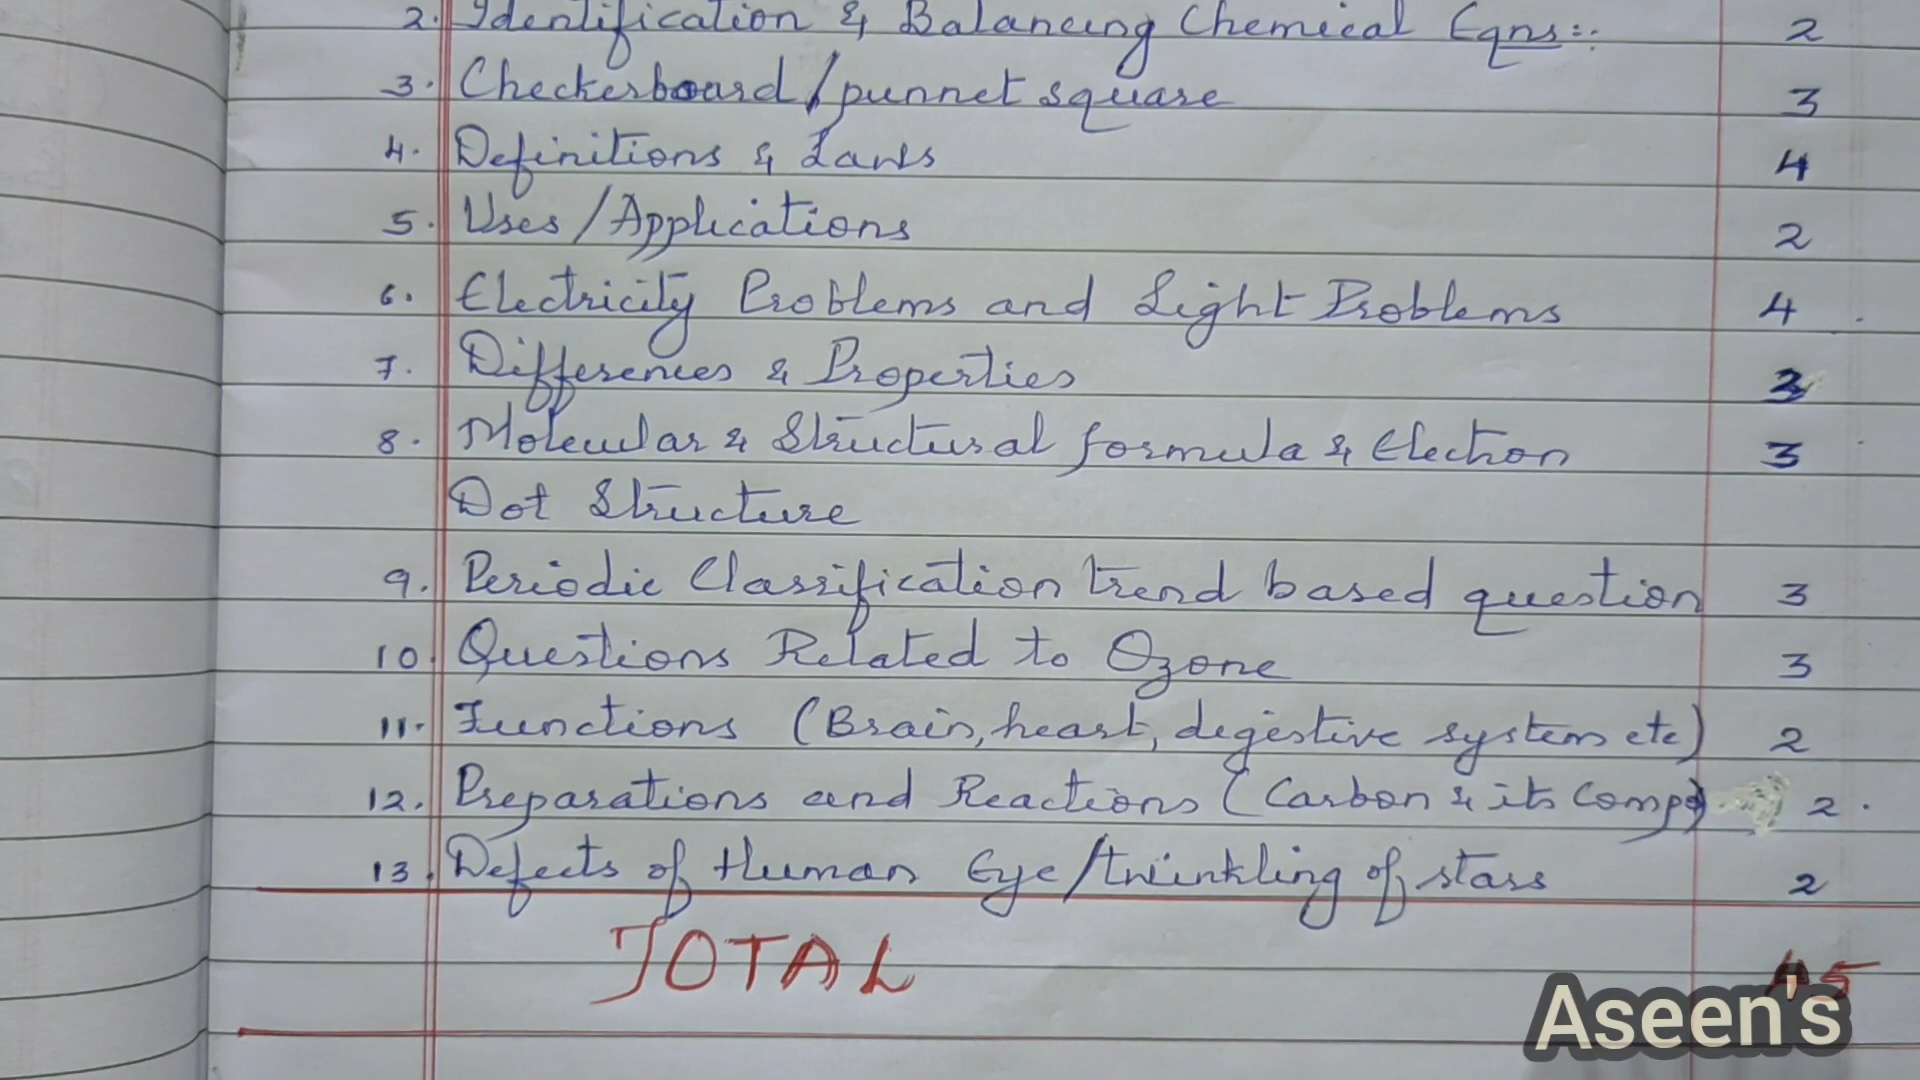 2. Identification & Balancing Chemical Eqns:- 2
3. Checkerboard/punnet square 3
4. Definitions & Laws 4
5. Uses/Applications 2
6. Electricity Problems and Light Problems 4
7. Differences & Properties
8. Molecular & Structural formula & Electron 3
Dot Structure
9. Periodic Classification trend based question 3
10. Questions Related to Ozone 3
11. Functions (Brain, heart, digestive system etc) 2
12. Preparations and Reactions (Carbon & its Comp) 2.
13. Defects of Human Eye/twinkling of stars 2
TOTAL 45
Aseen's